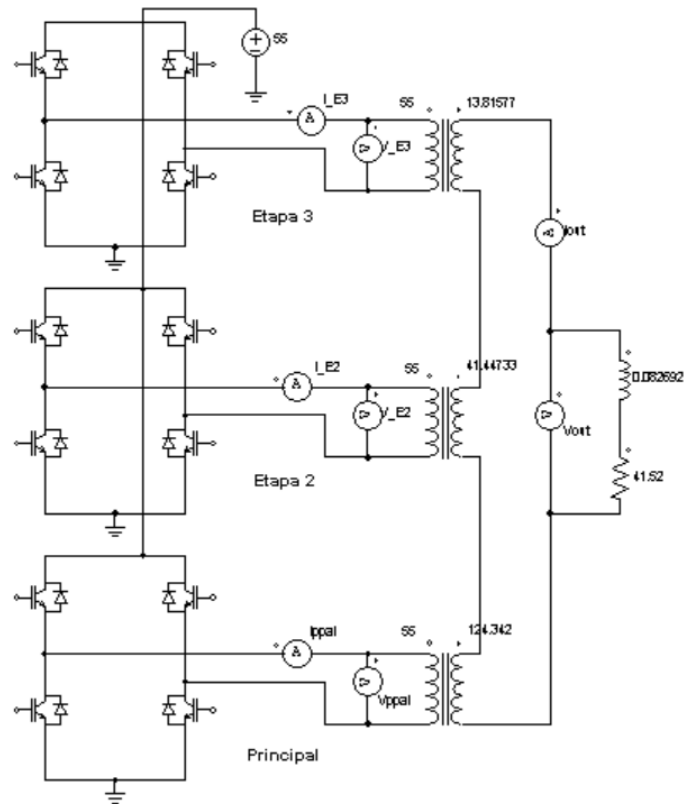 55
I_E3
55
13.81577
V_E3
Iout
Etapa 3
I_E2
55
41.44733
V_E2
0.082692
Vout
41.52
Etapa 2
Ippal
55
124.342
Vppal
Principal